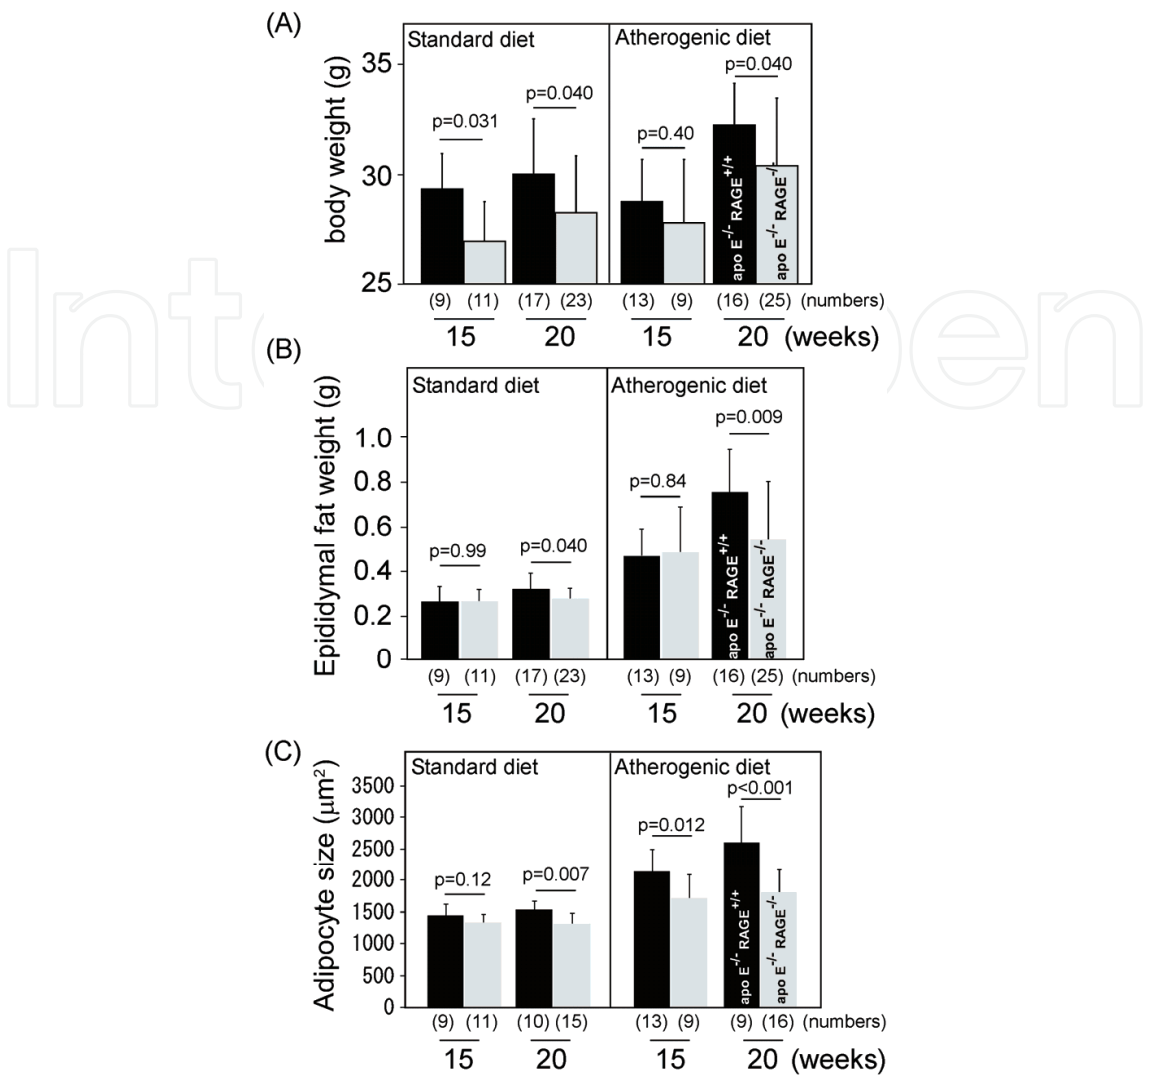 (A)
Standard diet
Atherogenic diet
body weight (g)
35
30
25
p=0.031
p=0.040
p=0.40
p=0.040
apo E-/- RAGE+/+
apo E-/- RAGE-/-
(9) (11) (17) (23) (13) (9) (16) (25) (numbers)
15 20 15 20 (weeks)
(B)
Standard diet
Atherogenic diet
Epididymal fat weight (g)
1.0
0.8
0.6
0.4
0.2
0
p=0.99
p=0.040
p=0.84
p=0.009
apo E-/- RAGE+/+
apo E-/- RAGE-/-
(9) (11) (17) (23) (13) (9) (16) (25) (numbers)
15 20 15 20 (weeks)
(C)
Standard diet
Atherogenic diet
Adipocyte size (μm²)
3500
3000
2500
2000
1500
1000
500
0
p=0.12
p=0.007
p=0.012
p<0.001
apo E-/- RAGE+/+
apo E-/- RAGE-/-
(9) (11) (10) (15) (13) (9) (9) (16) (numbers)
15 20 15 20 (weeks)